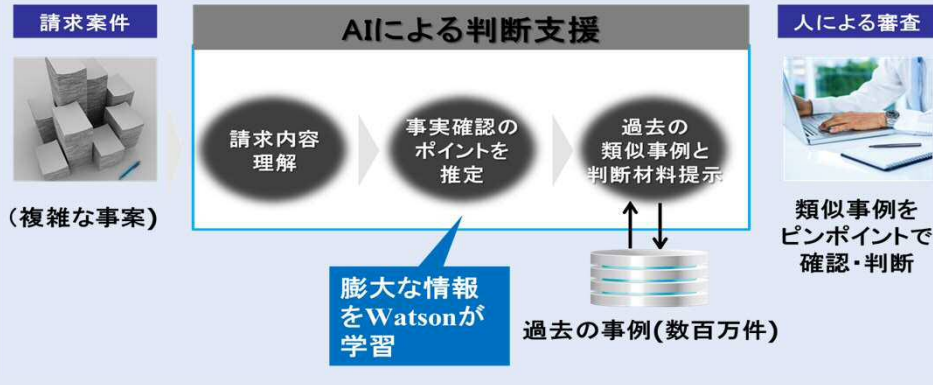 請求案件
AIによる判断支援
人による審査
請求内容
理解
事実確認の
ポイントを
推定
過去の
類似事例と
判断材料提示
(複雑な事案)
類似事例を
ピンポイントで
確認・判断
膨大な情報
をWatsonが
学習
過去の事例(数百万件)